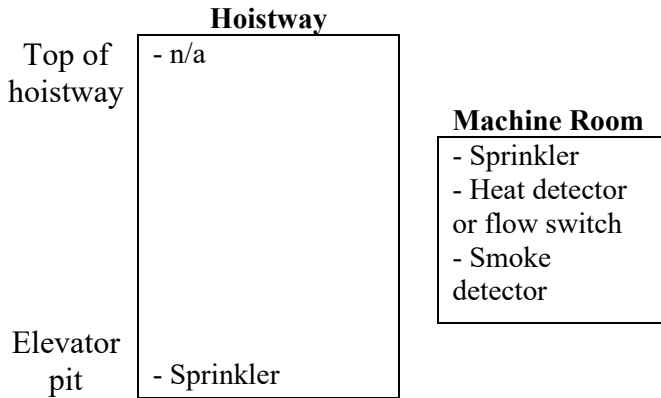 Hoistway
Top of
hoistway
- n/a
Machine Room
- Sprinkler
- Heat detector
or flow switch
- Smoke
detector
Elevator
pit
- Sprinkler